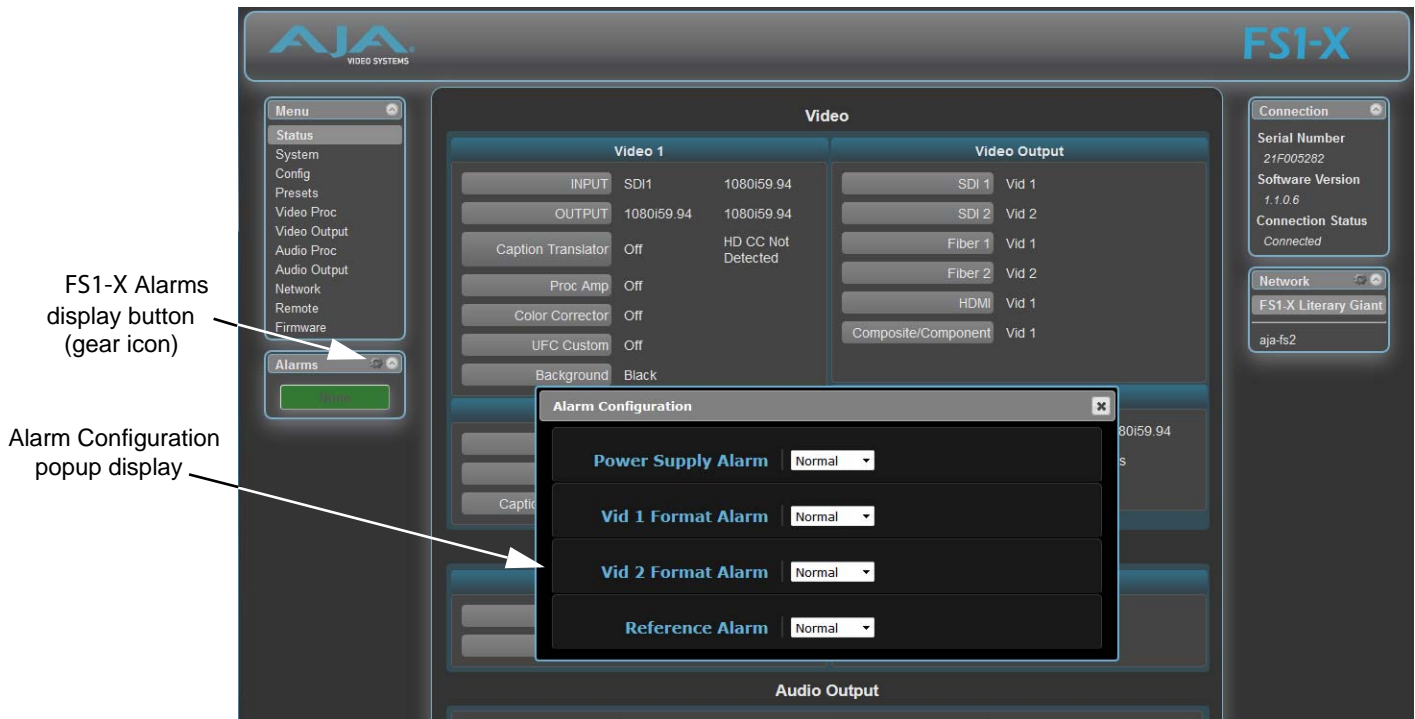 AJA
VIDEO SYSTEMS
FS1-X
FS1-X Alarms
display button
(gear icon)
Alarm Configuration
popup display
Menu
Status
System
Config
Presets
Video Proc
Video Output
Audio Proc
Audio Output
Network
Remote
Firmware
Alarms
None
Video
Video 1
INPUT SDI1 1080i59.94
OUTPUT 1080i59.94 1080i59.94
Caption Translator Off HD CC Not
Detected
Proc Amp Off
Color Corrector Off
UFC Custom Off
Background Black
Video Output
SDI 1 Vid 1
SDI 2 Vid 2
Fiber 1 Vid 1
Fiber 2 Vid 2
HDMI Vid 1
Composite/Component Vid 1
Alarm Configuration
Power Supply Alarm Normal
Vid 1 Format Alarm Normal
Vid 2 Format Alarm Normal
Reference Alarm Normal
Audio Output
Connection
Serial Number
21F005282
Software Version
1.1.0.6
Connection Status
Connected
Network
FS1-X Literary Giant
aja-fs2